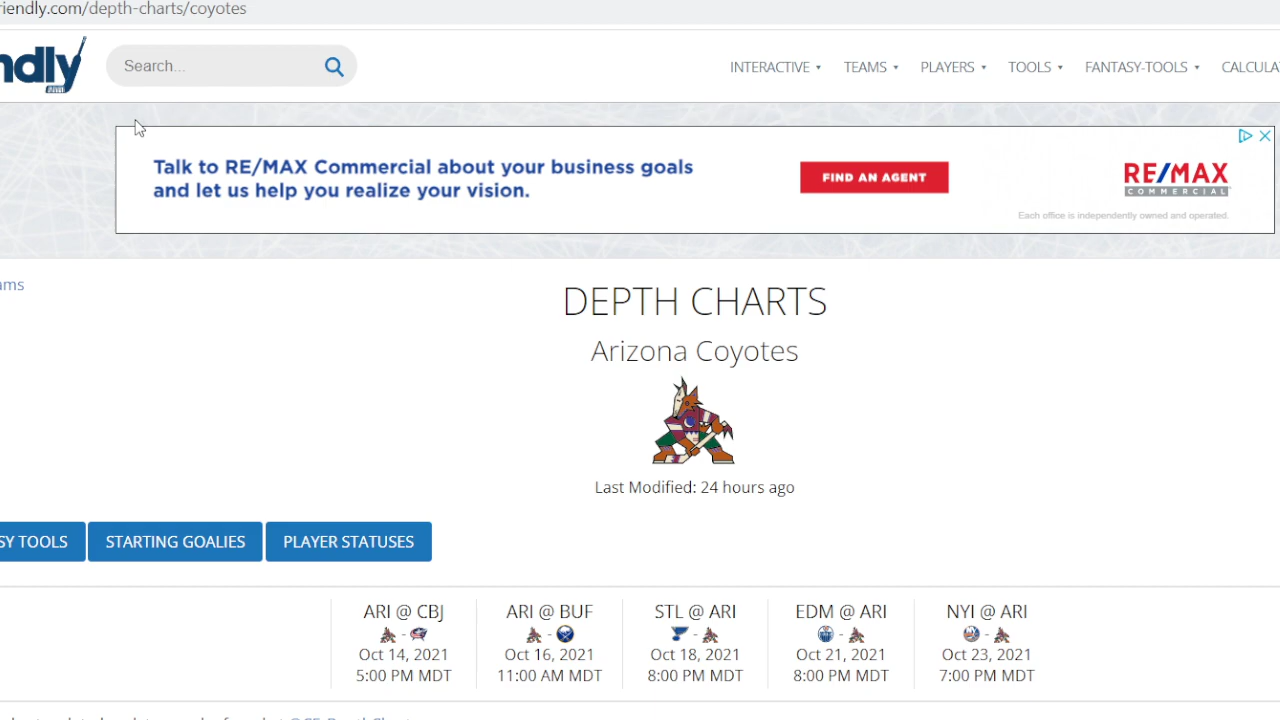 riendly.com/depth-charts/coyotes
ndly
Search...
INTERACTIVE ▾ TEAMS ▾ PLAYERS ▾ TOOLS ▾ FANTASY-TOOLS ▾ CALCULA
Talk to RE/MAX Commercial about your business goals
and let us help you realize your vision.
FIND AN AGENT
RE/MAX
COMMERCIAL
Each office is independently owned and operated.
ams
DEPTH CHARTS
Arizona Coyotes
Last Modified: 24 hours ago
SY TOOLS STARTING GOALIES PLAYER STATUSES
ARI @ CBJ ARI @ BUF STL @ ARI EDM @ ARI NYI @ ARI
- - - - -
Oct 14, 2021 Oct 16, 2021 Oct 18, 2021 Oct 21, 2021 Oct 23, 2021
5:00 PM MDT 11:00 AM MDT 8:00 PM MDT 8:00 PM MDT 7:00 PM MDT